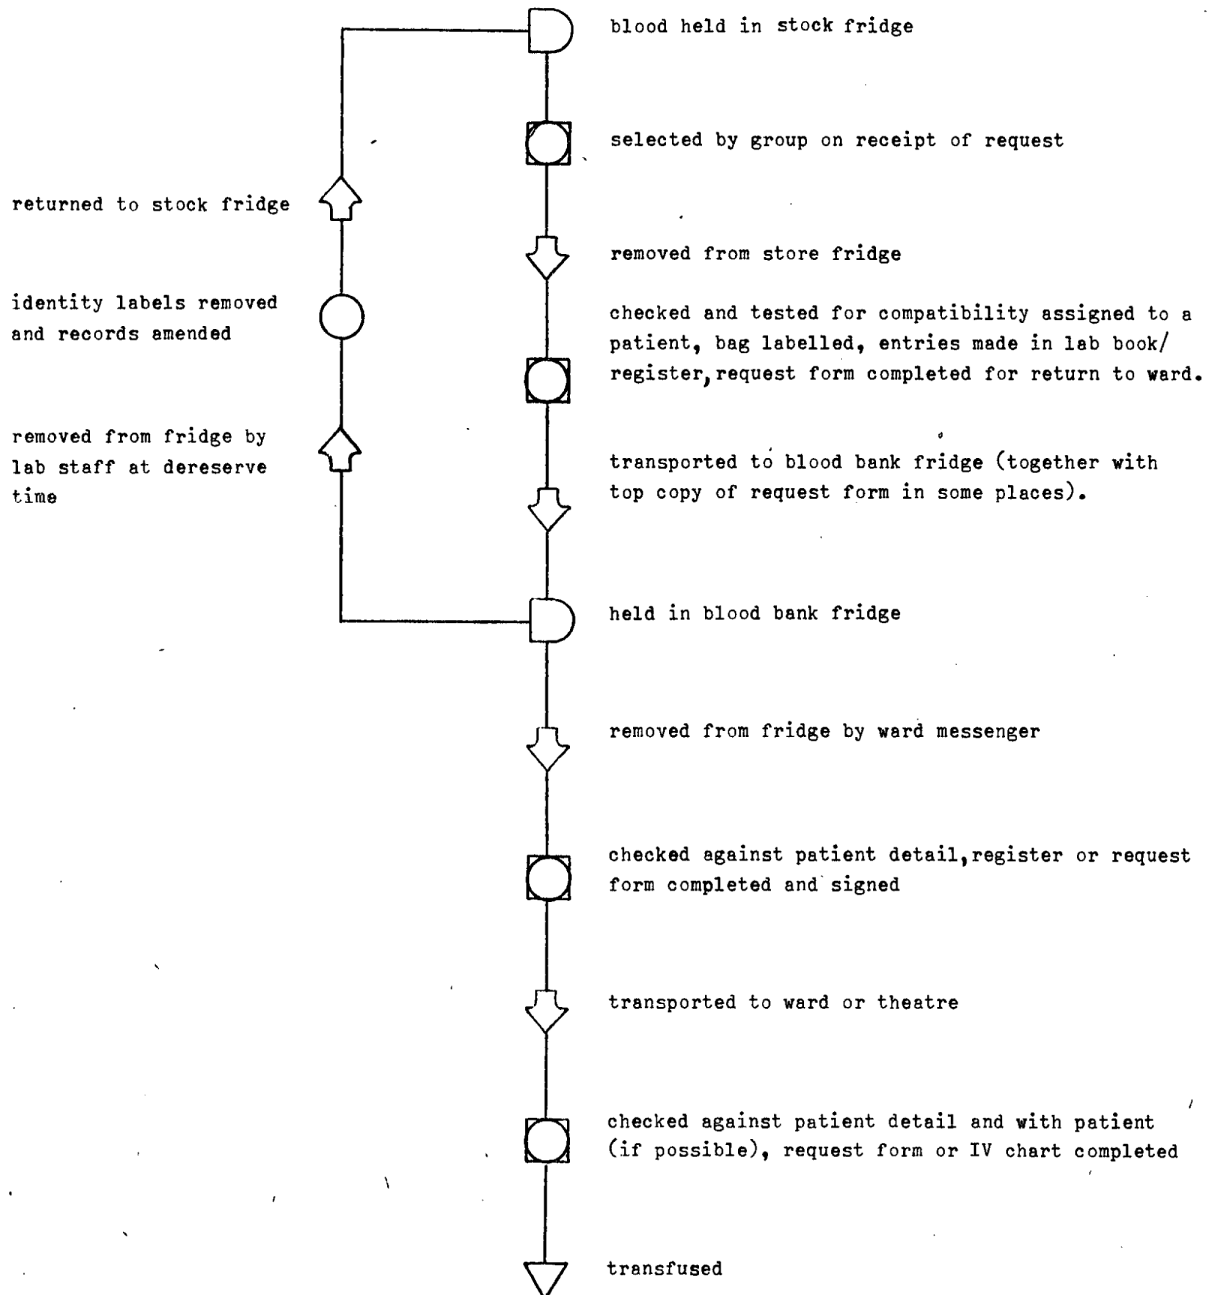 blood held in stock fridge
selected by group on receipt of request
removed from store fridge
checked and tested for compatibility assigned to a
patient, bag labelled, entries made in lab book/
register, request form completed for return to ward.
transported to blood bank fridge (together with
top copy of request form in some places).
held in blood bank fridge
removed from fridge by
lab staff at dereserve
time
identity labels removed
and records amended
returned to stock fridge
removed from fridge by ward messenger
checked against patient detail, register or request
form completed and signed
transported to ward or theatre
checked against patient detail and with patient
(if possible), request form or IV chart completed
transfused